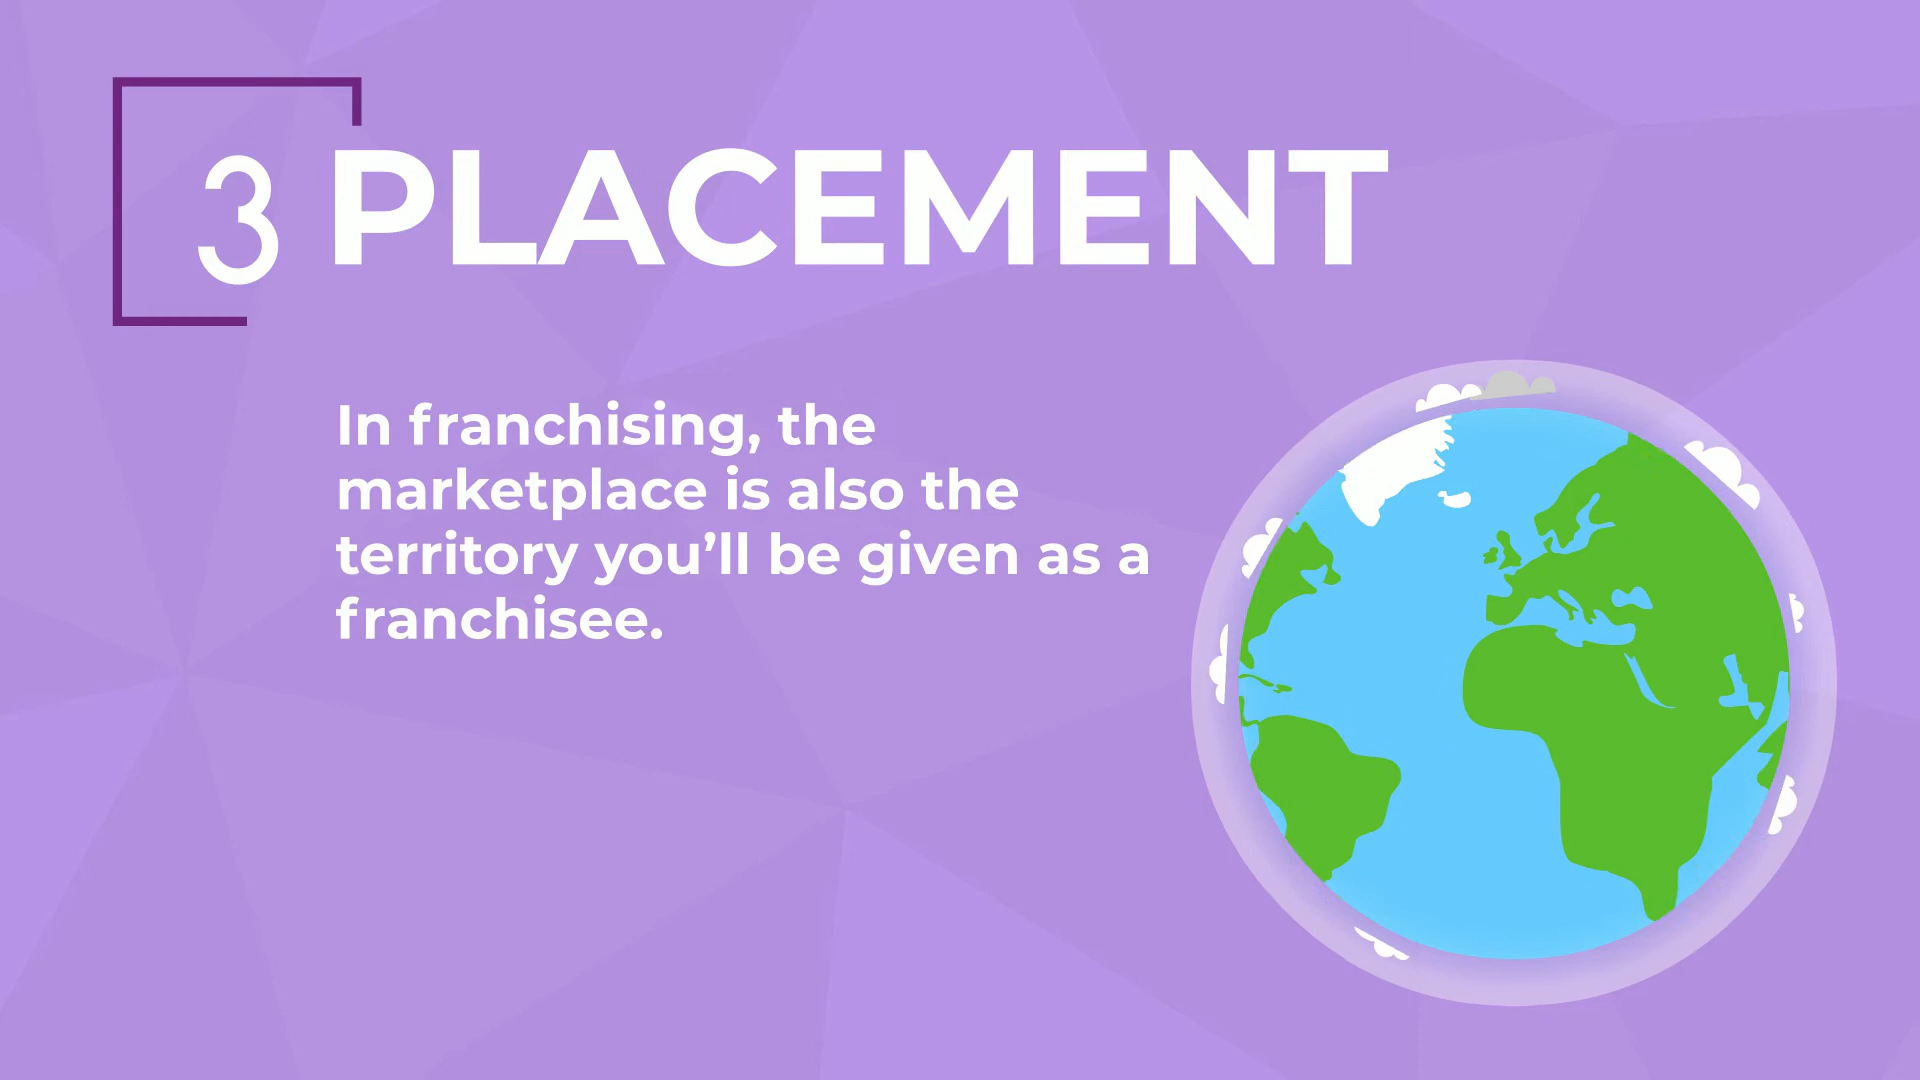 3 PLACEMENT
In franchising, the
marketplace is also the
territory you’ll be given as a
franchisee.